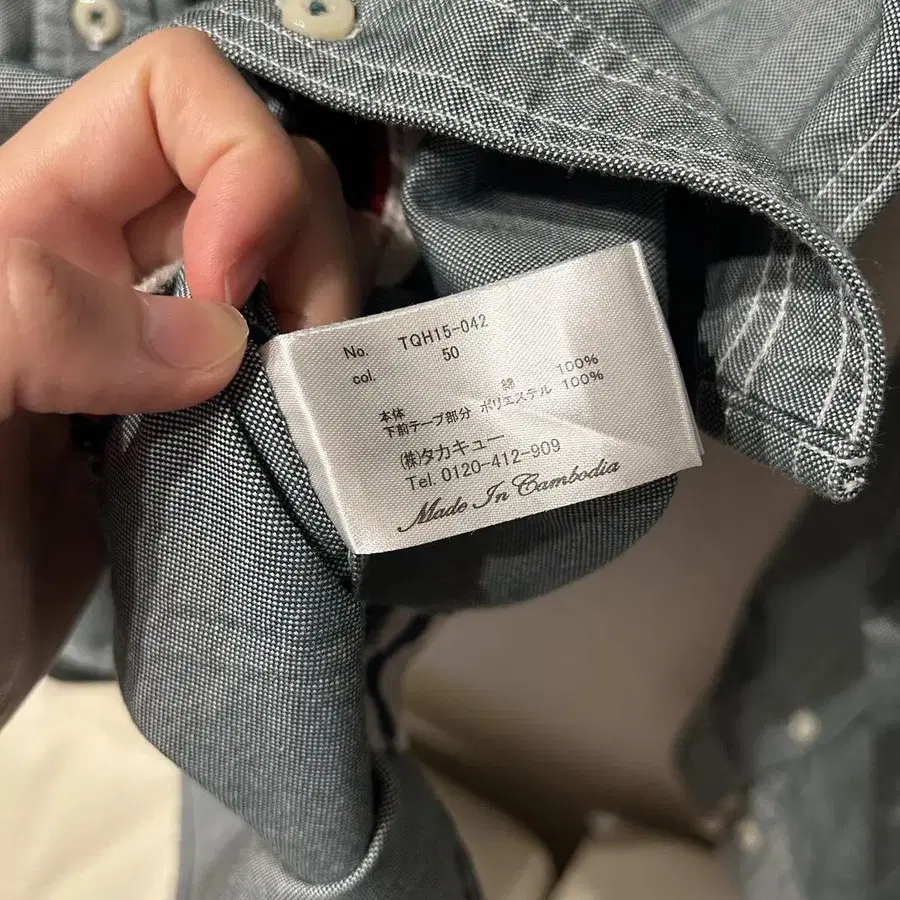 No. TQH15-042
col. 50
本体 綿 100%
下前テープ部分 ポリエステル 100%
(株)タカキュー
Tel. 0120-412-909
Made In Cambodia